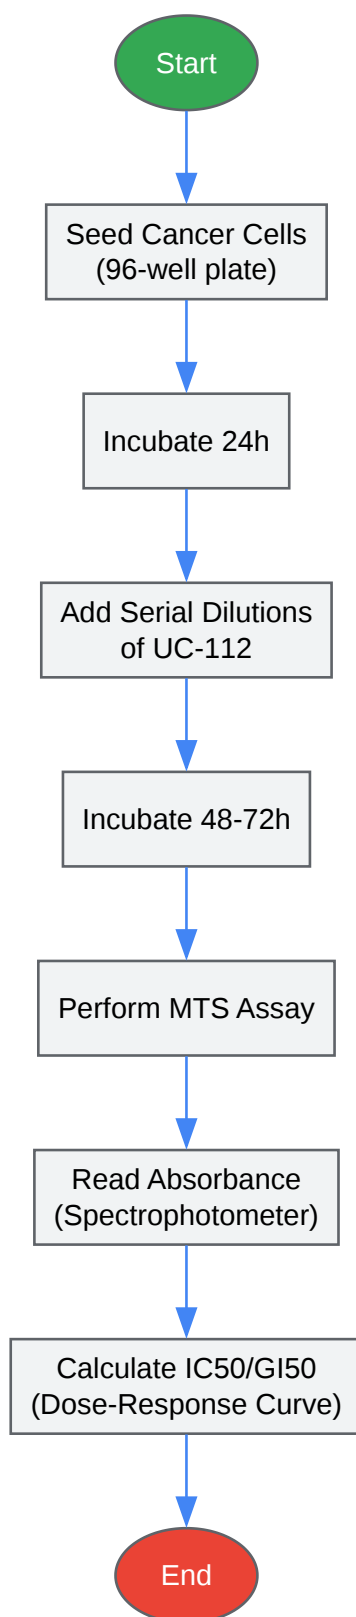 Start
Seed Cancer Cells
(96-well plate)
Incubate 24h
Add Serial Dilutions
of UC-112
Incubate 48-72h
Perform MTS Assay
Read Absorbance
(Spectrophotometer)
Calculate IC50/GI50
(Dose-Response Curve)
End